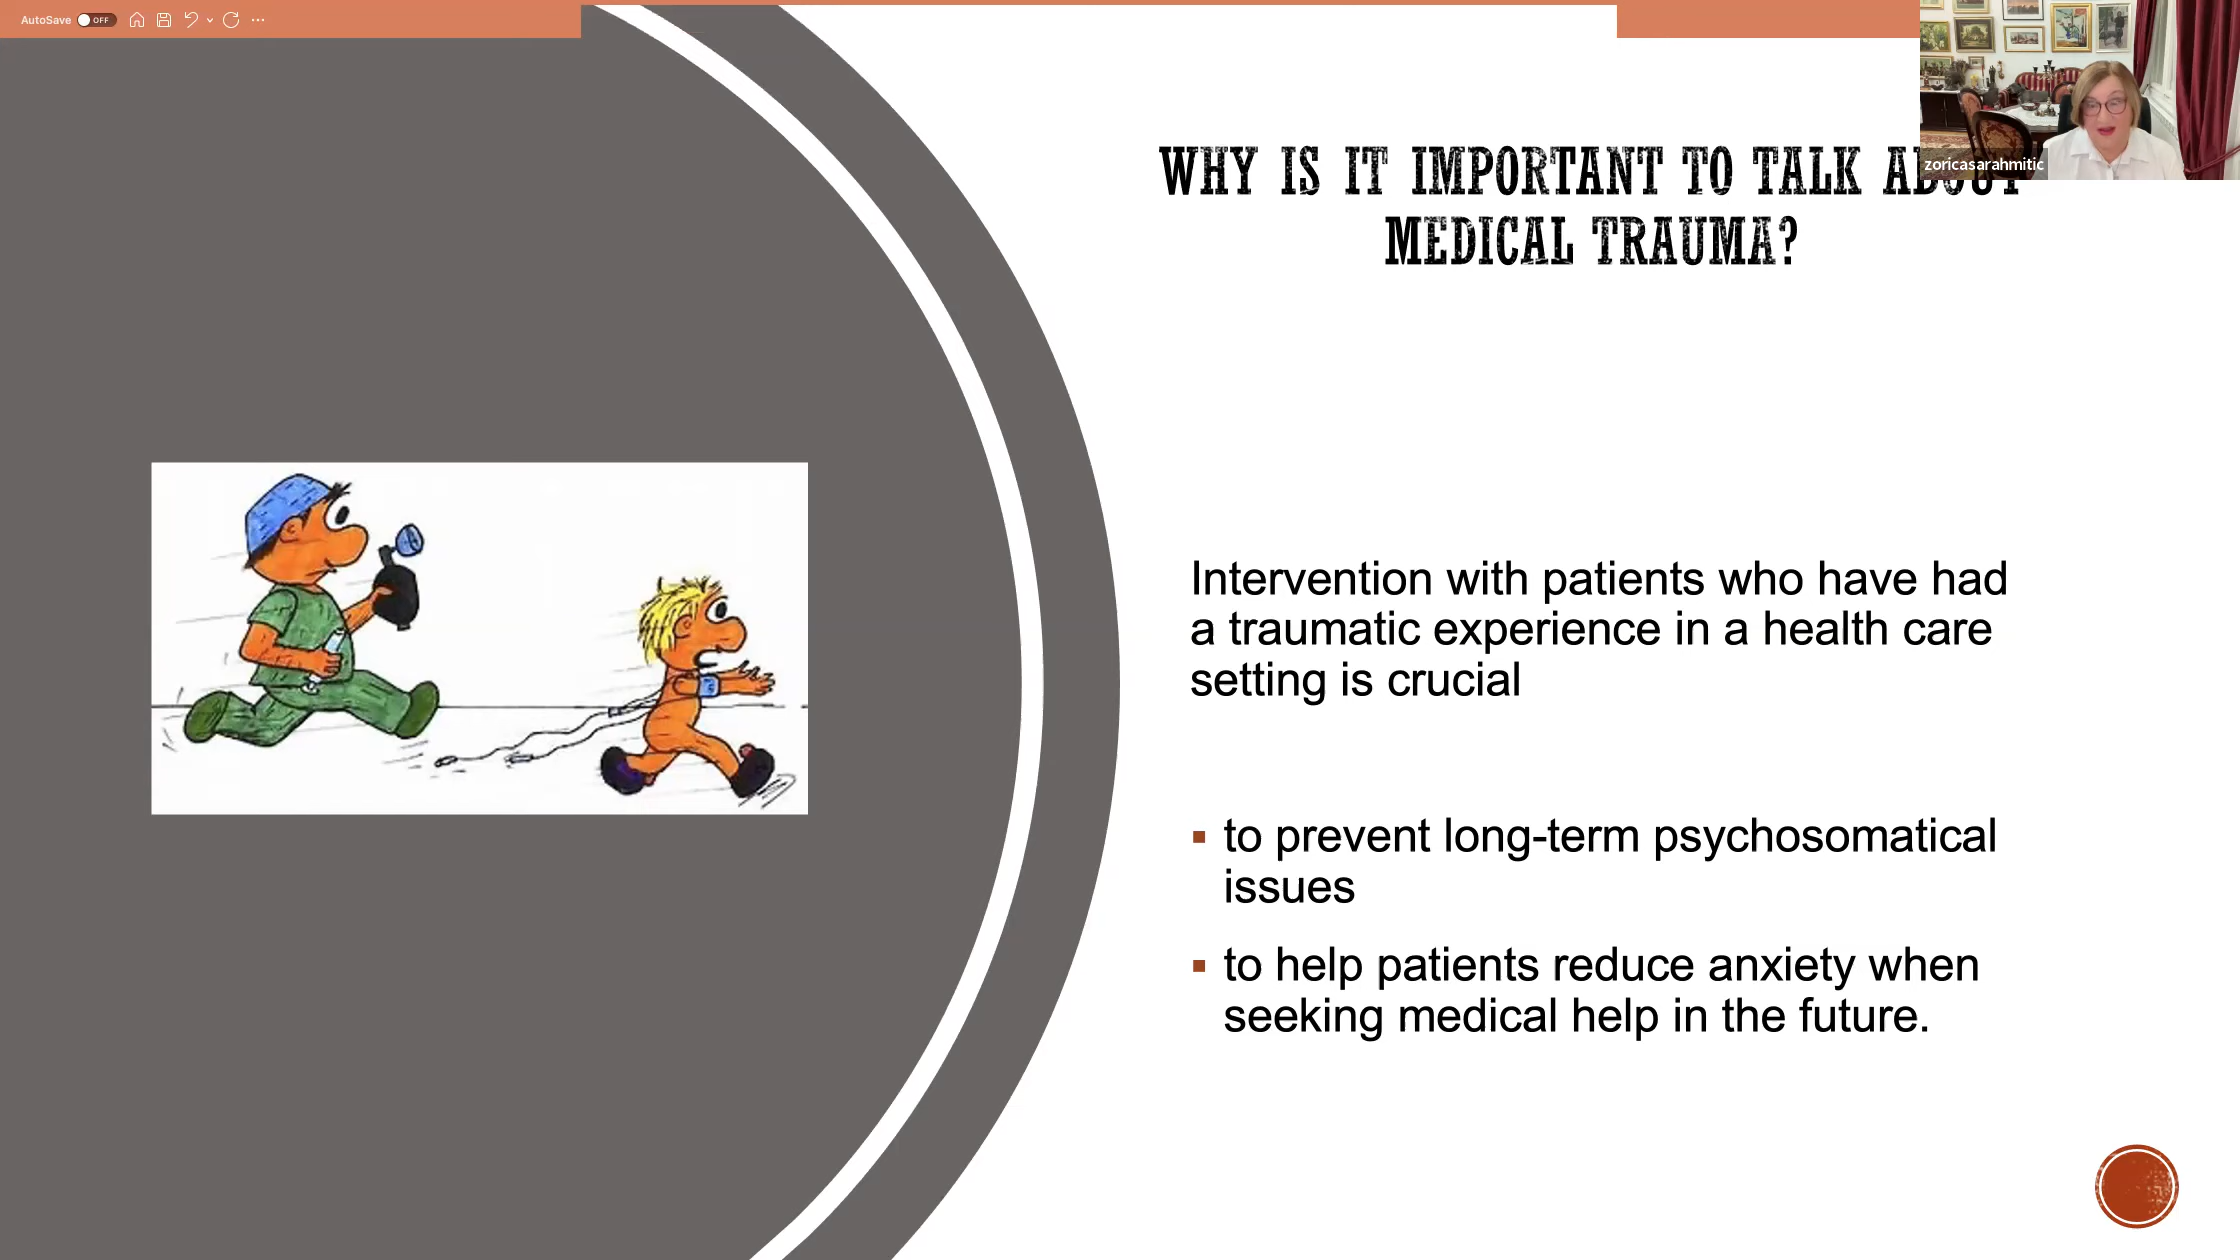 AutoSave OFF
zoricasarahmitic
WHY IS IT IMPORTANT TO TALK ABOUT
MEDICAL TRAUMA?
Intervention with patients who have had
a traumatic experience in a health care
setting is crucial
▪ to prevent long-term psychosomatical
issues
▪ to help patients reduce anxiety when
seeking medical help in the future.